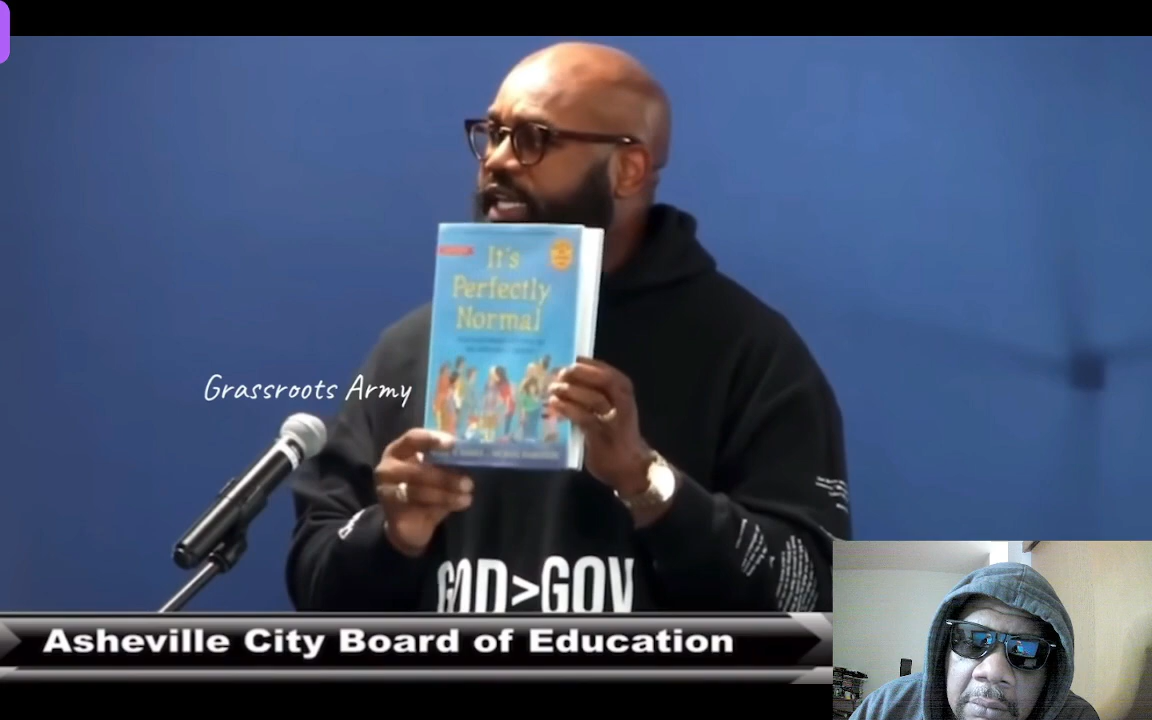 It's
Perfectly
Normal
Grassroots Army
GOD>GOV
Asheville City Board of Education